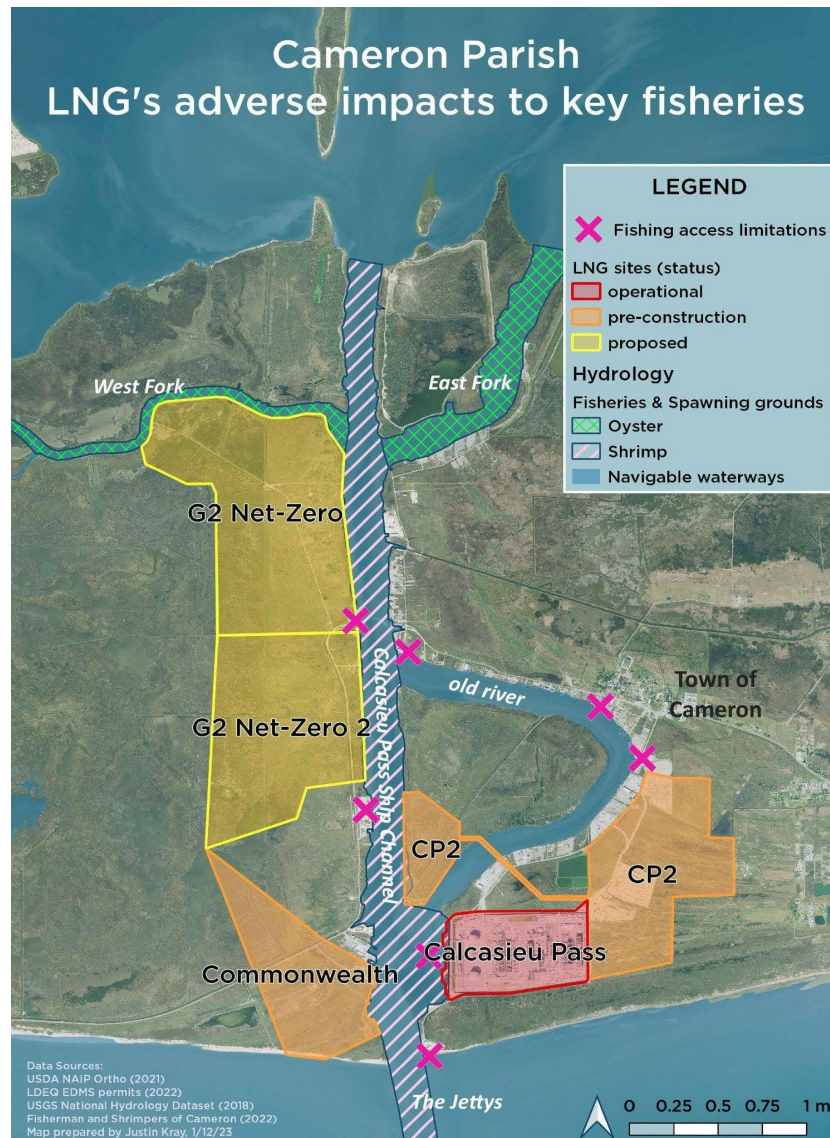 Cameron Parish
LNG's adverse impacts to key fisheries
LEGEND
Fishing access limitations
LNG sites (status)
operational
pre-construction
proposed
Hydrology
Fisheries & Spawning grounds
Oyster
Shrimp
Navigable waterways
West Fork
East Fork
G2 Net-Zero
Calcasieu Pass Ship Channel
old river
Town of
Cameron
G2 Net-Zero 2
CP2
CP2
Calcasieu Pass
Commonwealth
The Jettys
Data Sources:
USDA NAIP Ortho (2021)
LDEQ EDMS permits (2022)
USGS National Hydrology Dataset (2018)
Fisherman and Shrimpers of Cameron (2022)
Map prepared by Justin Kray, 1/12/23
0 0.25 0.5 0.75 1 m